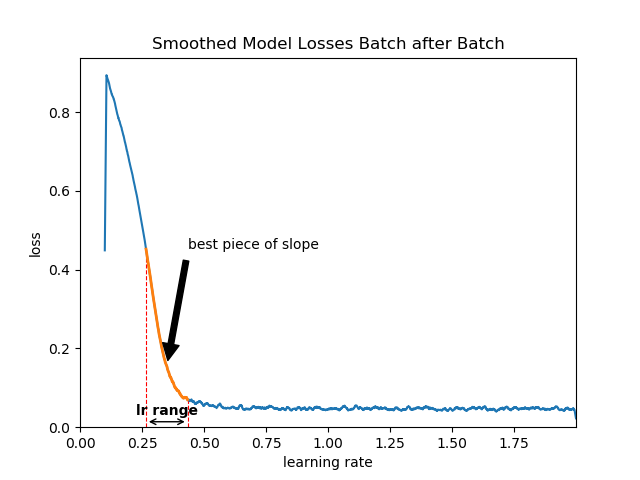 Smoothed Model Losses Batch after Batch
loss
0.8
0.6
0.4
0.2
0.0
best piece of slope
lr range
0.00 0.25 0.50 0.75 1.00 1.25 1.50 1.75
learning rate